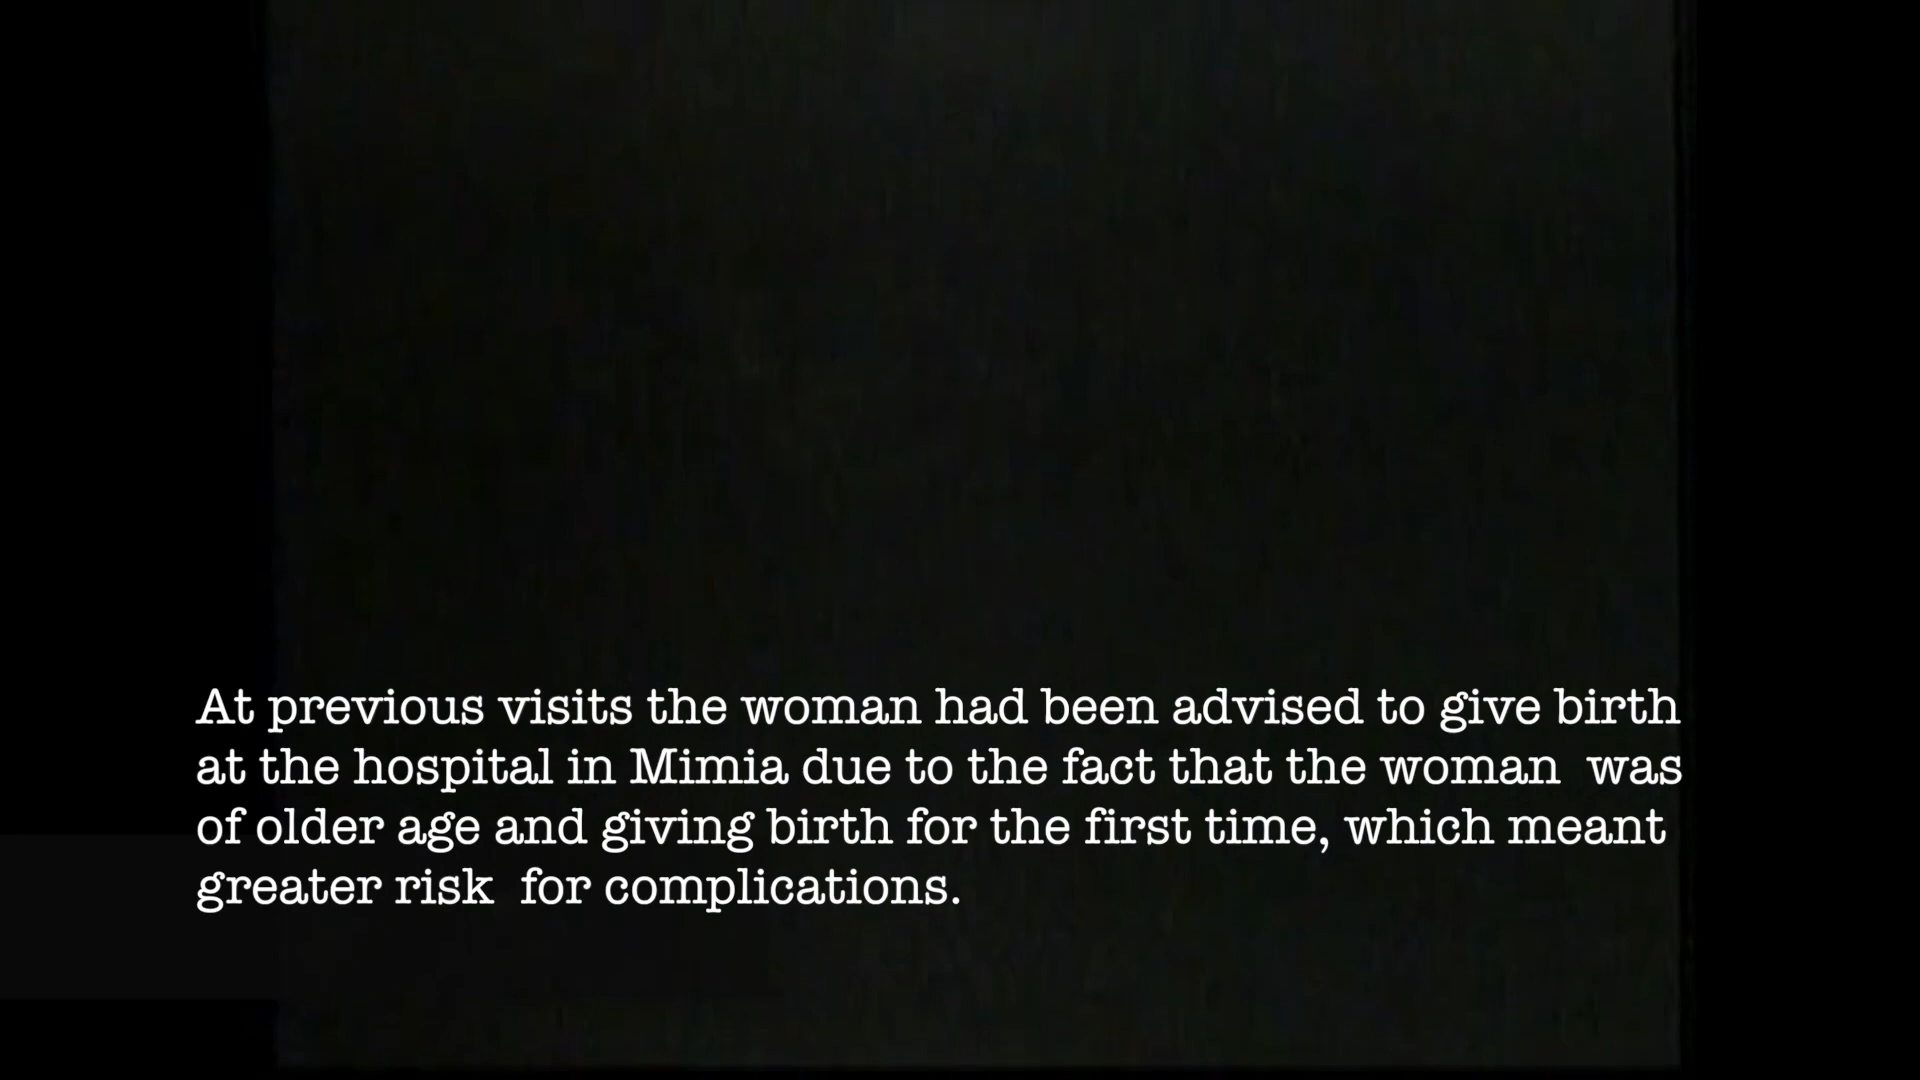 At previous visits the woman had been advised to give birth
at the hospital in Mimia due to the fact that the woman  was
of older age and giving birth for the first time, which meant
greater risk  for complications.